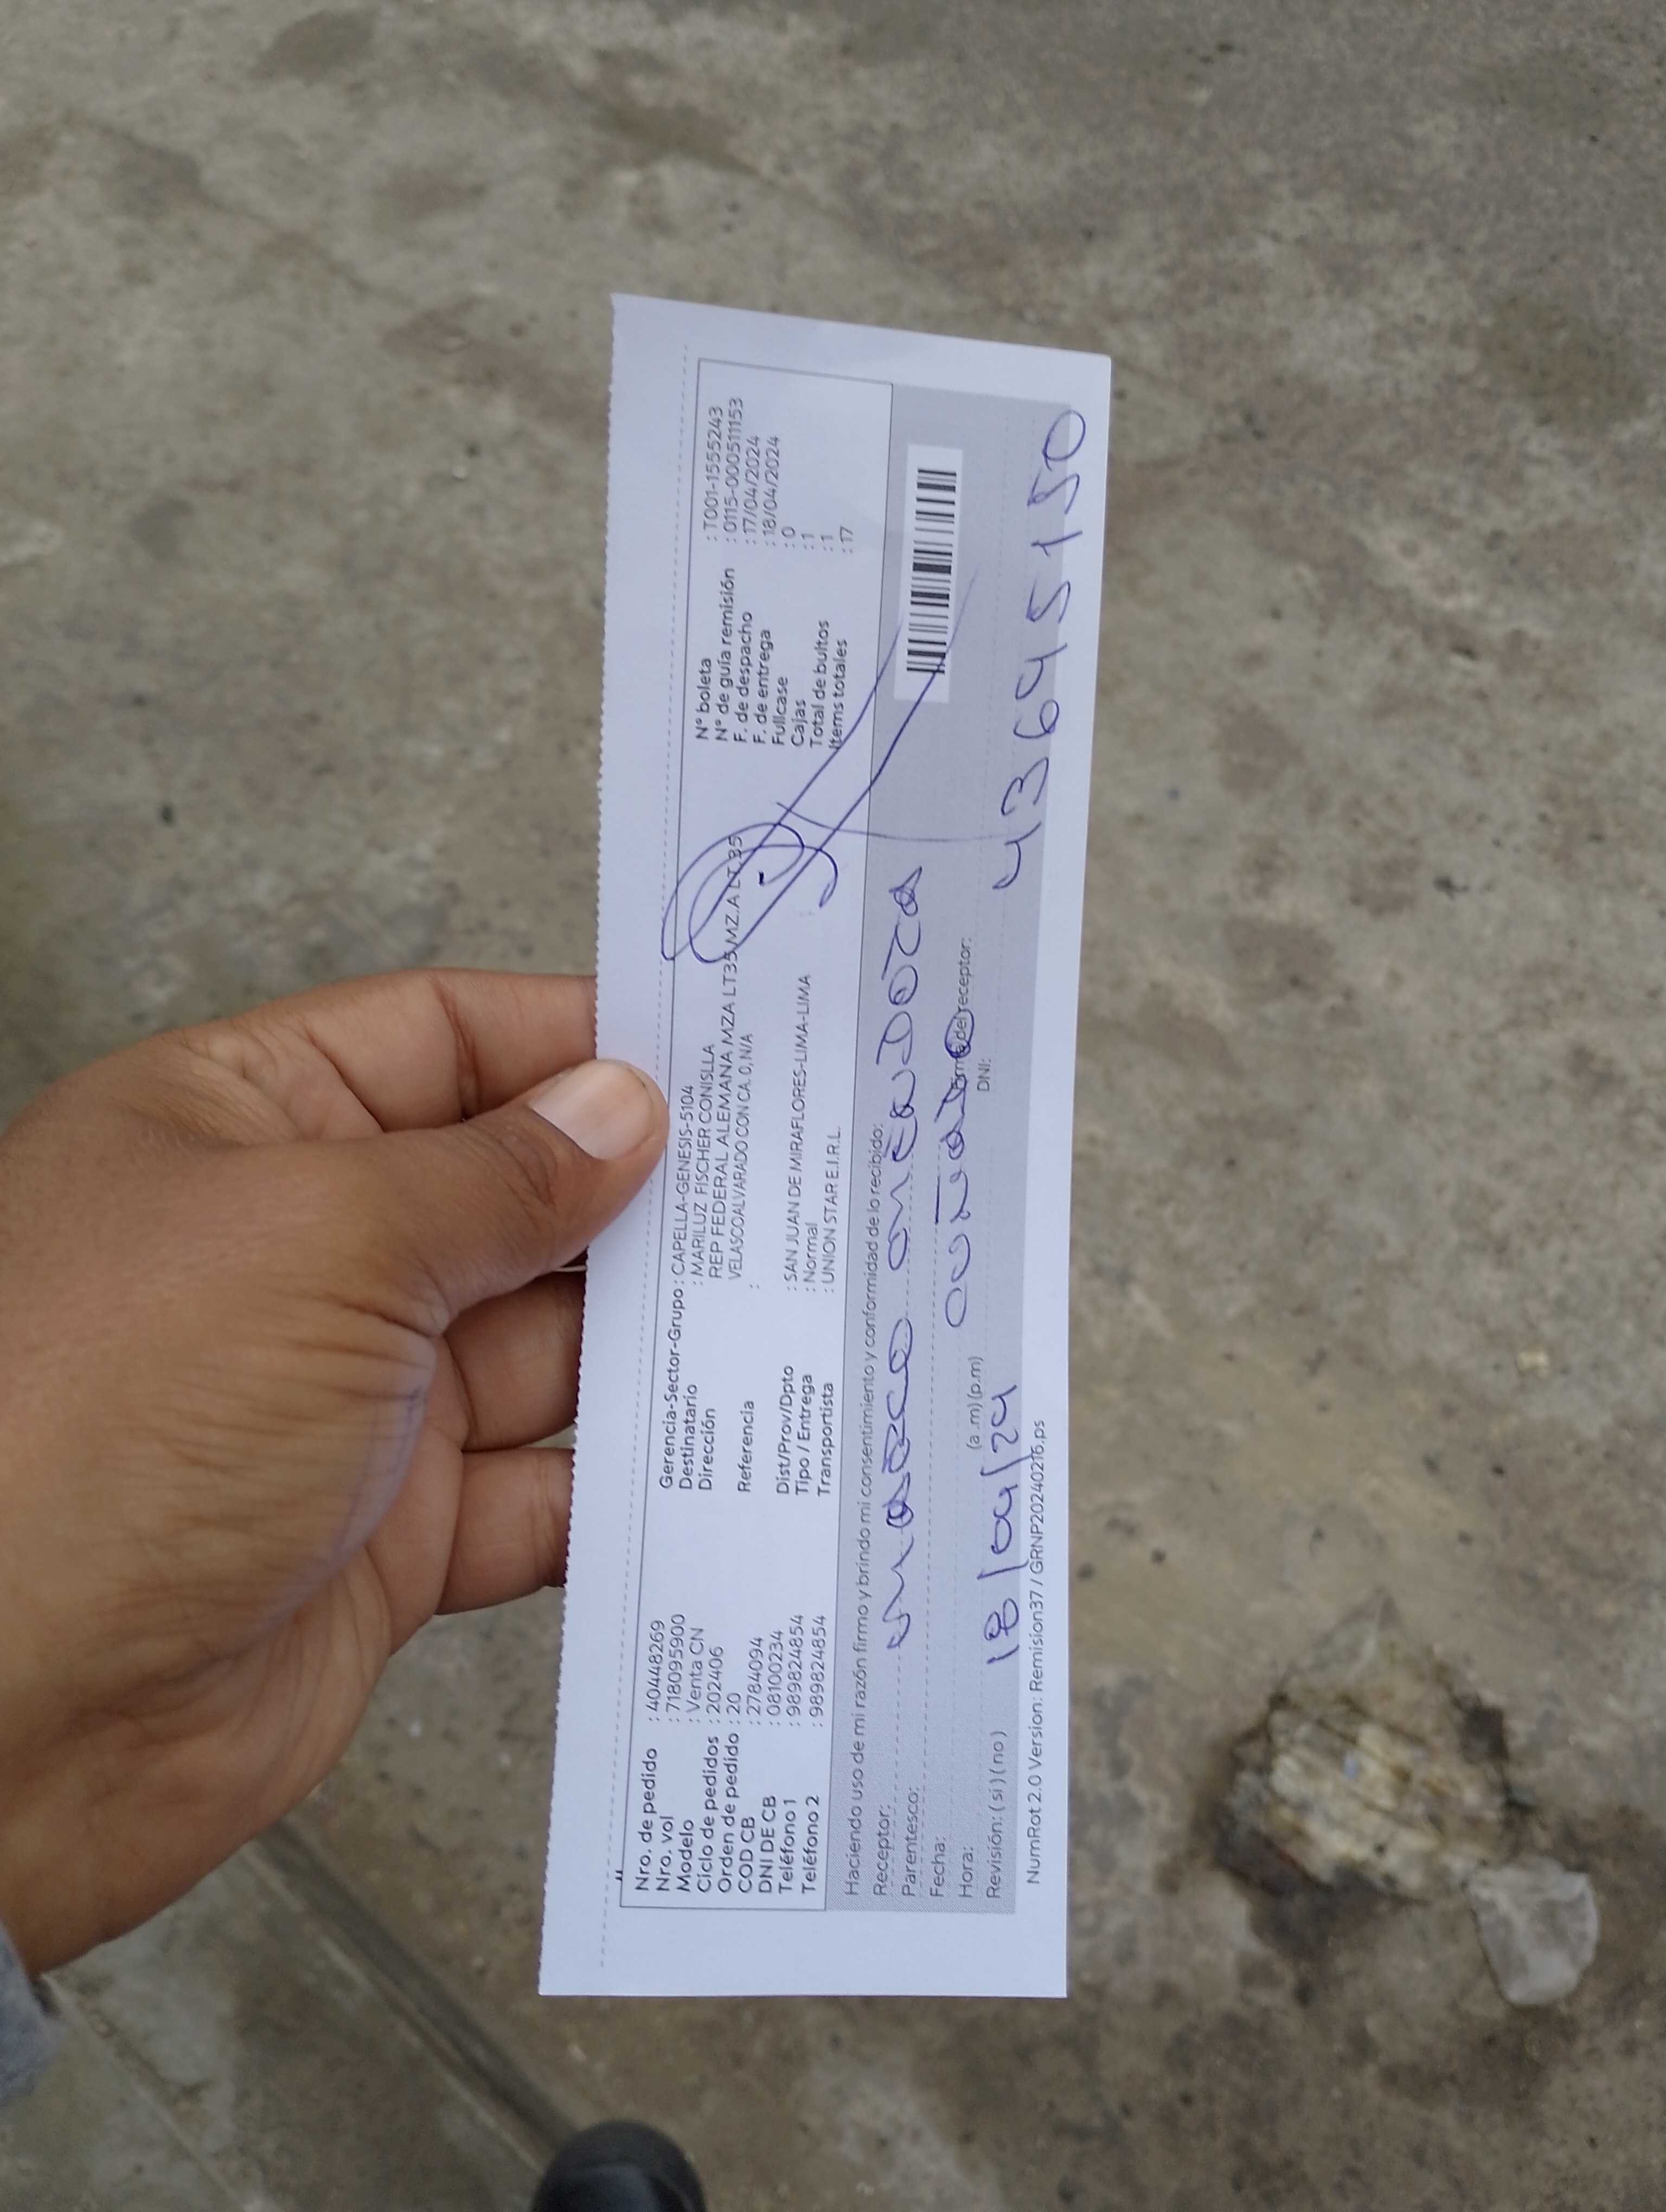 Nro. de pedido : 40448269
Nro. vol : 718095900
Modelo : Venta CN
Ciclo de pedidos : 202406
Orden de pedido : 20
COD CB : 2784094
DNI DE CB : 08100234
Teléfono 1 : 989824854
Teléfono 2 : 989824854
Gerencia-Sector-Grupo : CAPELLA-GENESIS-5104
Destinatario : MARILUZ FISCHER CONISLLA
Dirección REP FEDERAL ALEMANA MZA LT35 MZ.A LT.35
VELASCOALVARADO CON CA. 0, N/A
Referencia :
Dist/Prov/Dpto : SAN JUAN DE MIRAFLORES-LIMA-LIMA
Tipo / Entrega : Normal
Transportista : UNION STAR E.I.R.L.
N° boleta : T001-1555243
N° de guía remisión : 0115-000511153
F. de despacho : 17/04/2024
F. de entrega : 18/04/2024
Fullcase : 0
Cajas : 1
Total de bultos : 1
Items totales : 17
Haciendo uso de mi razón firmo y brindo mi consentimiento y conformidad de lo recibido:
Receptor:
Parentesco:
Fecha:
Hora: (a .m) (p.m) del receptor:
Revisión: ( si ) ( no ) 18/04/24 DNI: 43645150
NumRot 2.0 Version: Remision37 / GRNP20240216.ps